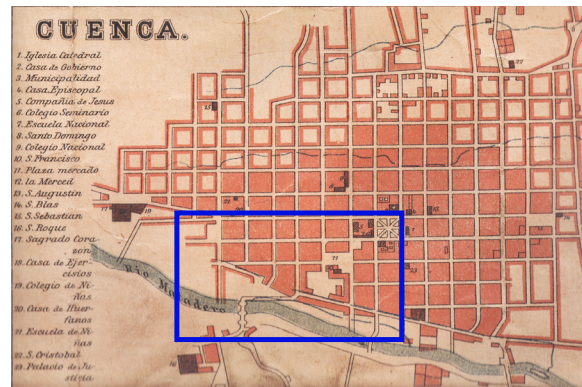 CUENCA.
1. Iglesia Catedral
2. Casa de Gobierno
3. Municipalidad
4. Casa Episcopal
5. Compañia de Jesus
6. Colegio Seminario
7. Escuela Nacional
8. Santo Domingo
9. Colegio Nacional
10. S. Francisco
11. Plaza mercado
12. la Merced
13. S. Augustin
14. S. Blas
15. S. Sebastian
16. S. Roque
17. Sagrado Cora
zon
18. Casa de Ejer-
cisios
19. Colegio de Ni-
ñas
20. Casa de Huer-
fanos
21. Escuela de Ni-
ñas
22. S. Cristobal
23. Palacio de Ju-
sticia
Rio Matadero